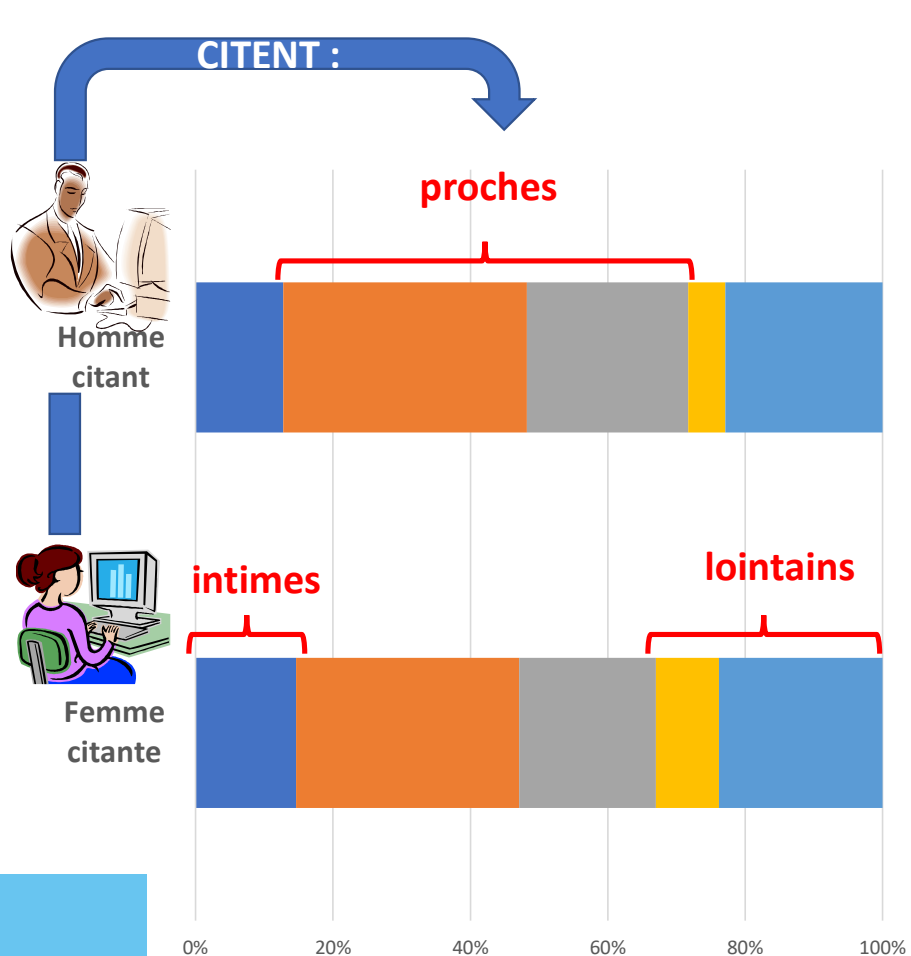 CITENT :
proches
Homme
citant
intimes
lointains
Femme
citante
0%
20%
40%
60%
80%
100%